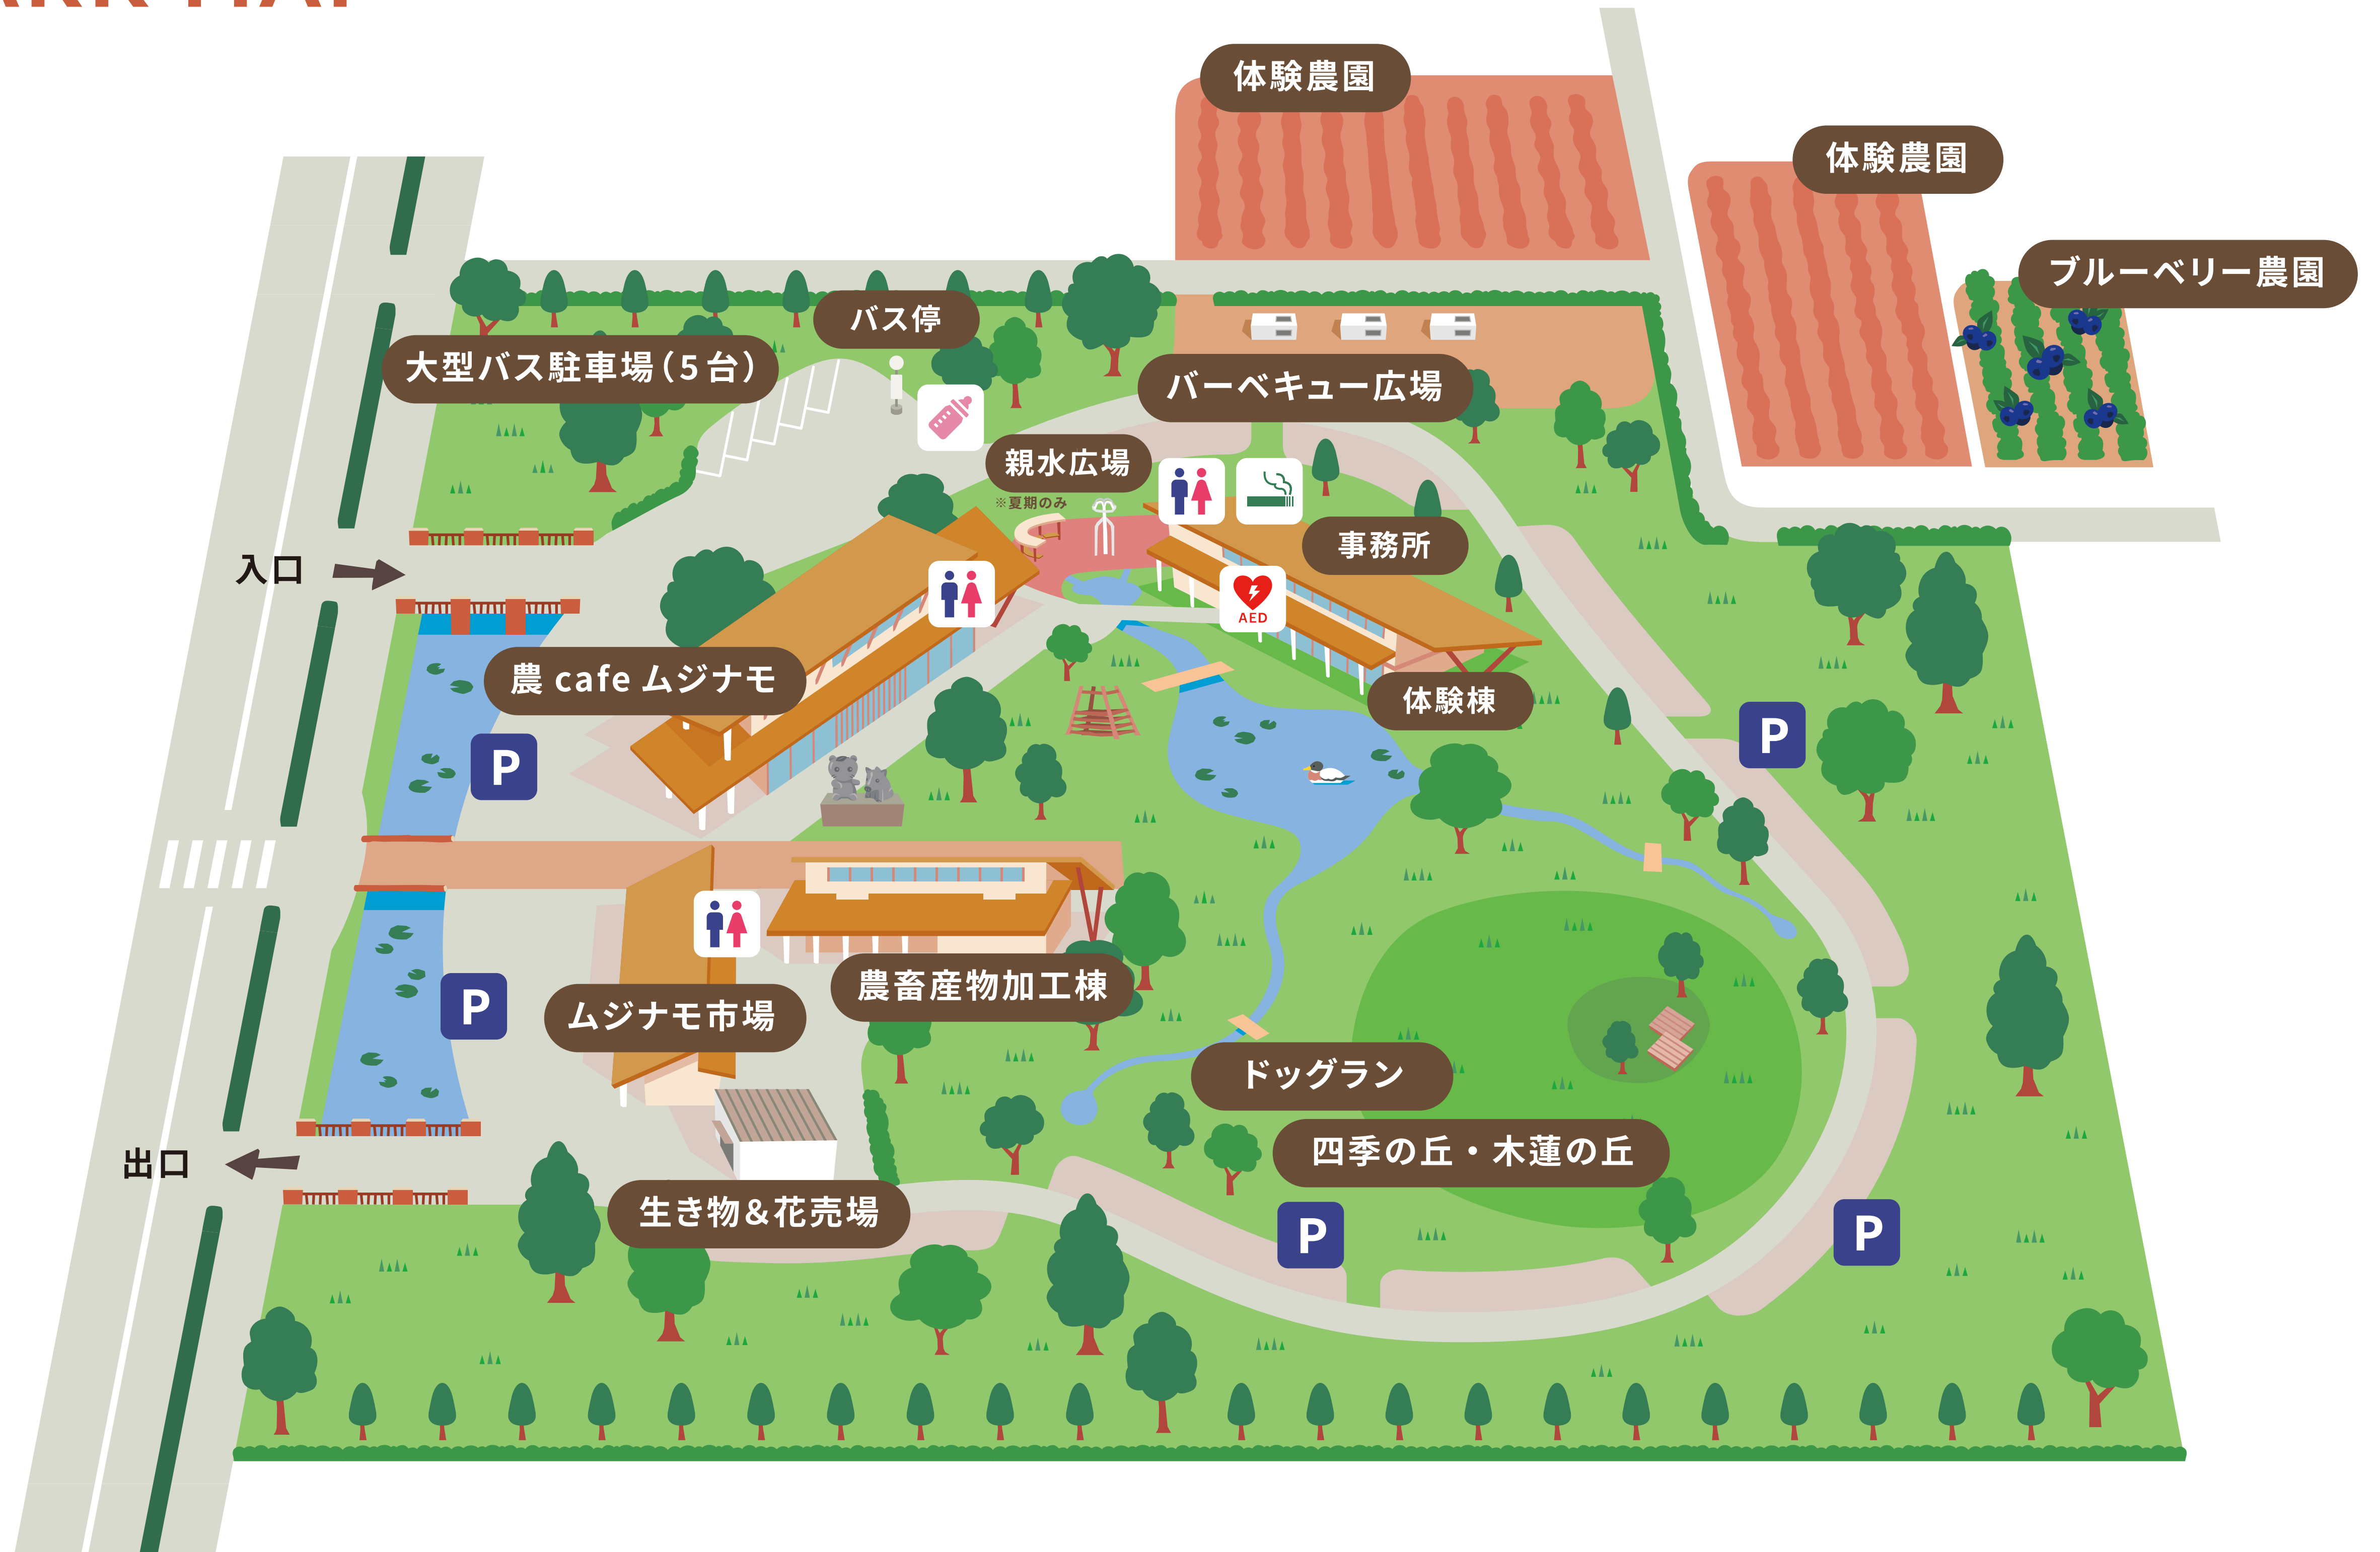 体験農園
体験農園
ブルーベリー農園
バス停
大型バス駐車場（5台）
バーベキュー広場
親水広場
※夏期のみ
事務所
入口
AED
農 cafe ムジナモ
体験棟
P
P
P
農畜産物加工棟
ムジナモ市場
ドッグラン
四季の丘・木蓮の丘
出口
生き物&花売場
P
P